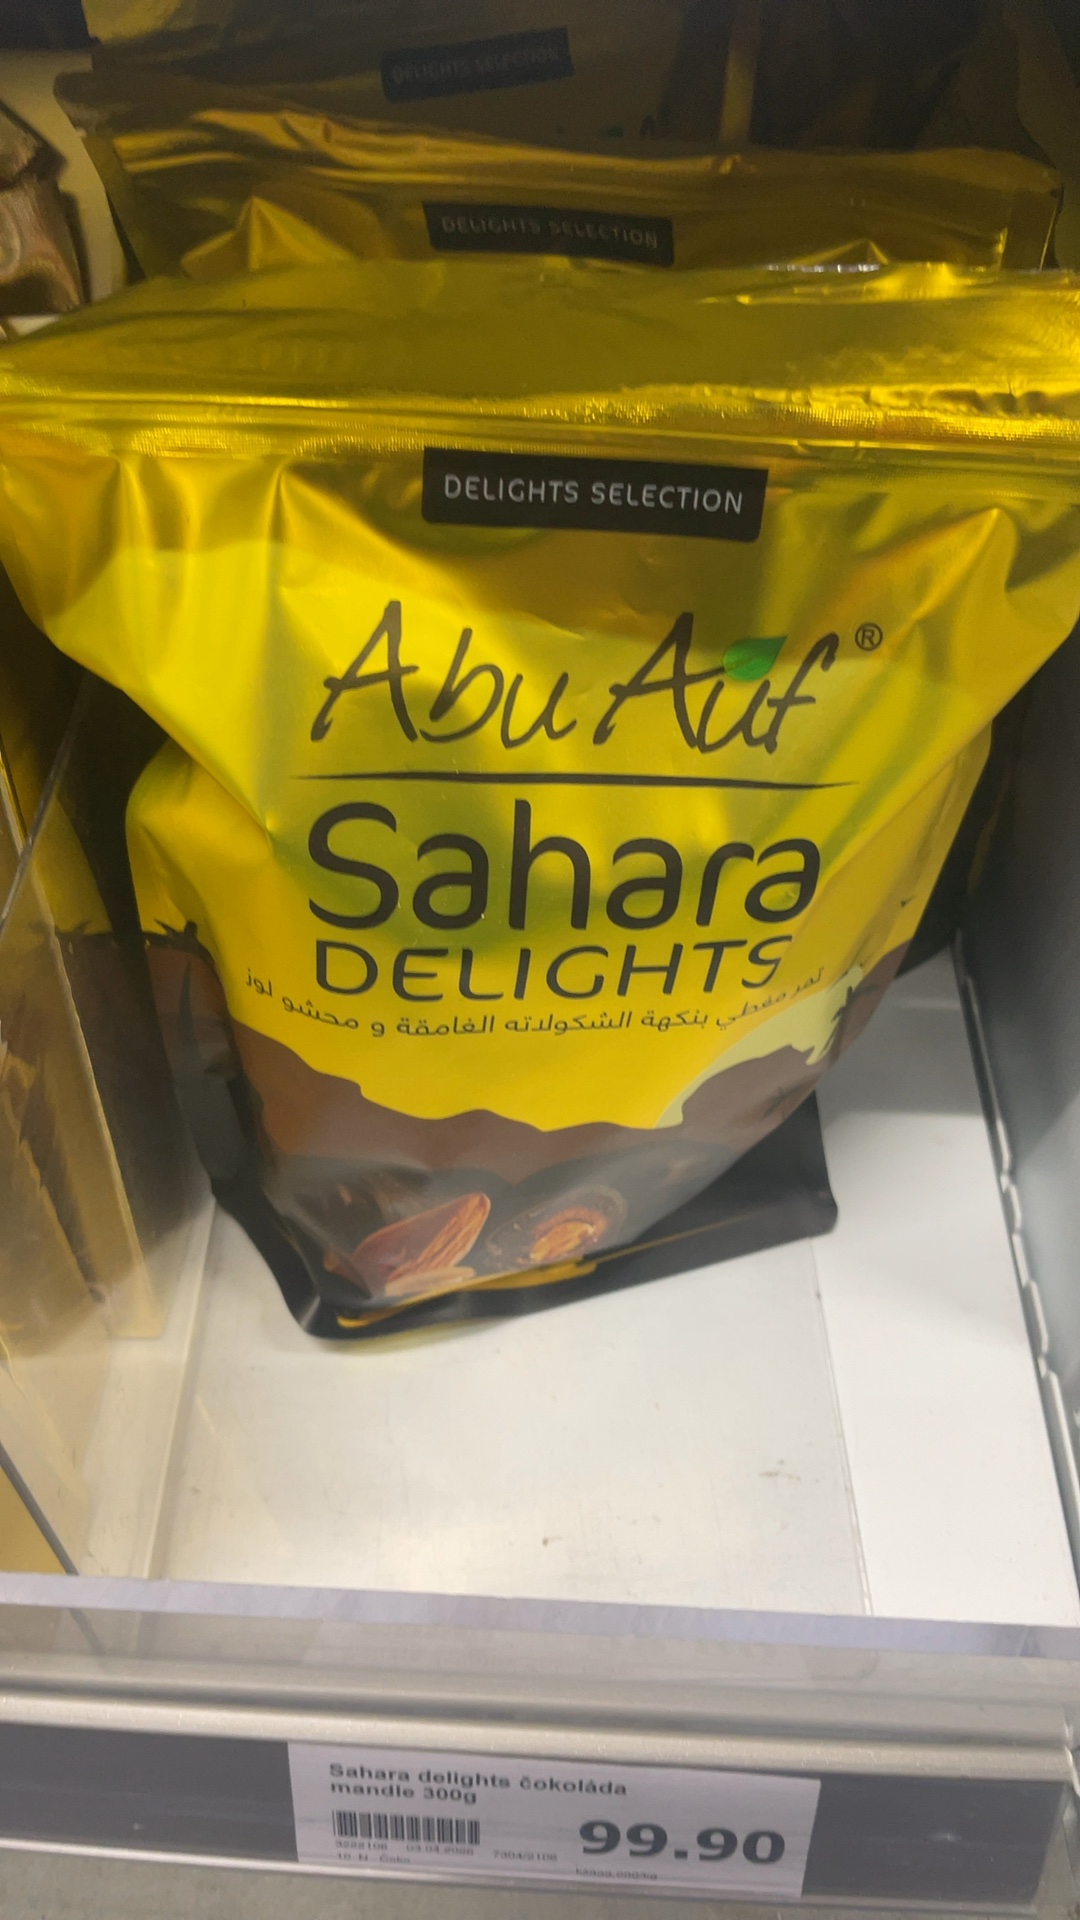 DELIGHTS SELECTION
DELIGHTS SELECTION
DELIGHTS SELECTION
Abu Auf®
Sahara
DELIGHTS
تمر مغطي بنكهة الشكولاته الغامقة و محشو لوز
Sahara delights čokoláda
mandle 300g
99.90